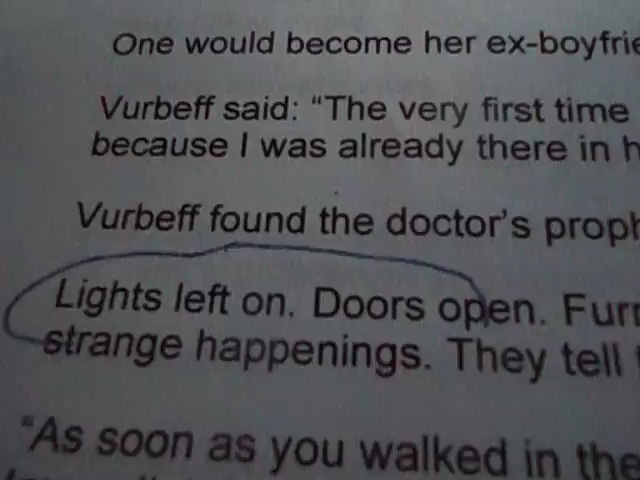 One would become her ex-boyfrie
Vurbeff said: “The very first time
because I was already there in h
Vurbeff found the doctor’s proph
Lights left on. Doors open. Furn
strange happenings. They tell
“As soon as you walked in the